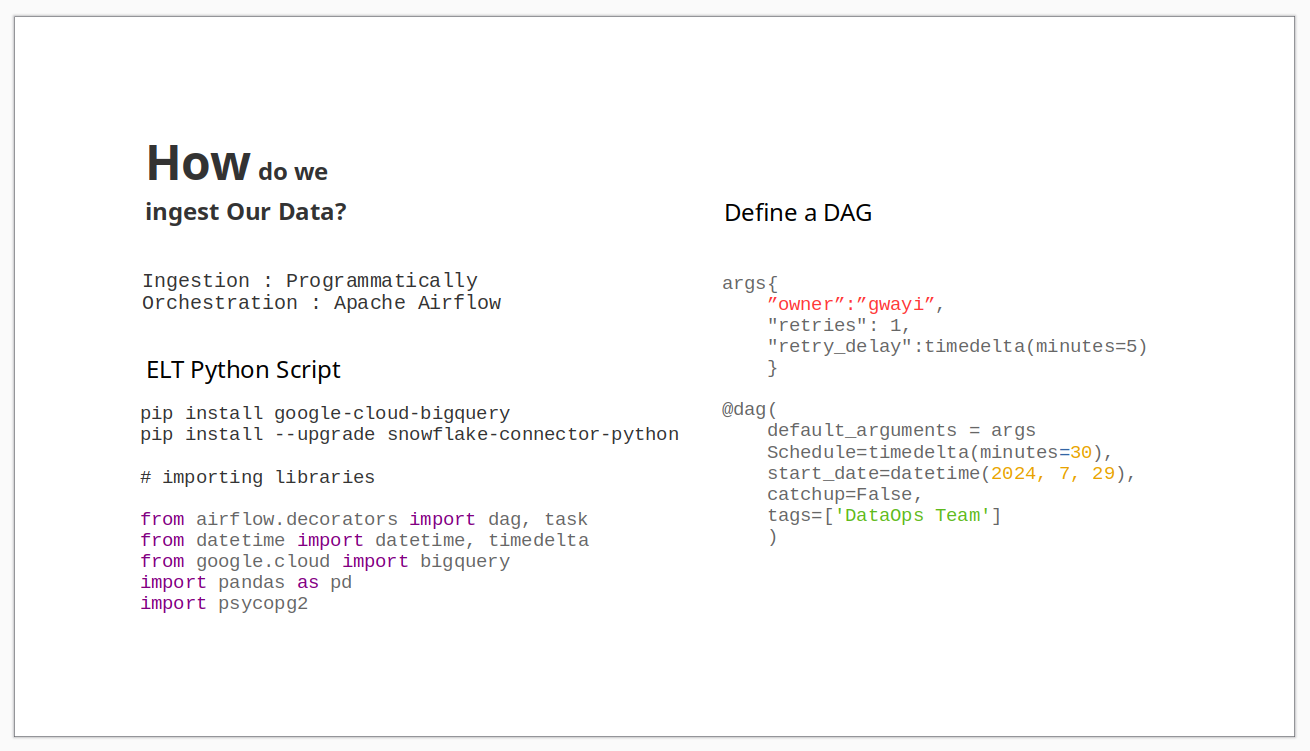 How do we
ingest Our Data?
Ingestion : Programmatically
Orchestration : Apache Airflow
ELT Python Script
pip install google-cloud-bigquery
pip install --upgrade snowflake-connector-python
# importing libraries
from airflow.decorators import dag, task
from datetime import datetime, timedelta
from google.cloud import bigquery
import pandas as pd
import psycopg2
Define a DAG
args{
    ”owner”:”gwayi”,
    "retries": 1,
    "retry_delay":timedelta(minutes=5)
    }
@dag(
    default_arguments = args
    Schedule=timedelta(minutes=30),
    start_date=datetime(2024, 7, 29),
    catchup=False,
    tags=['DataOps Team']
    )